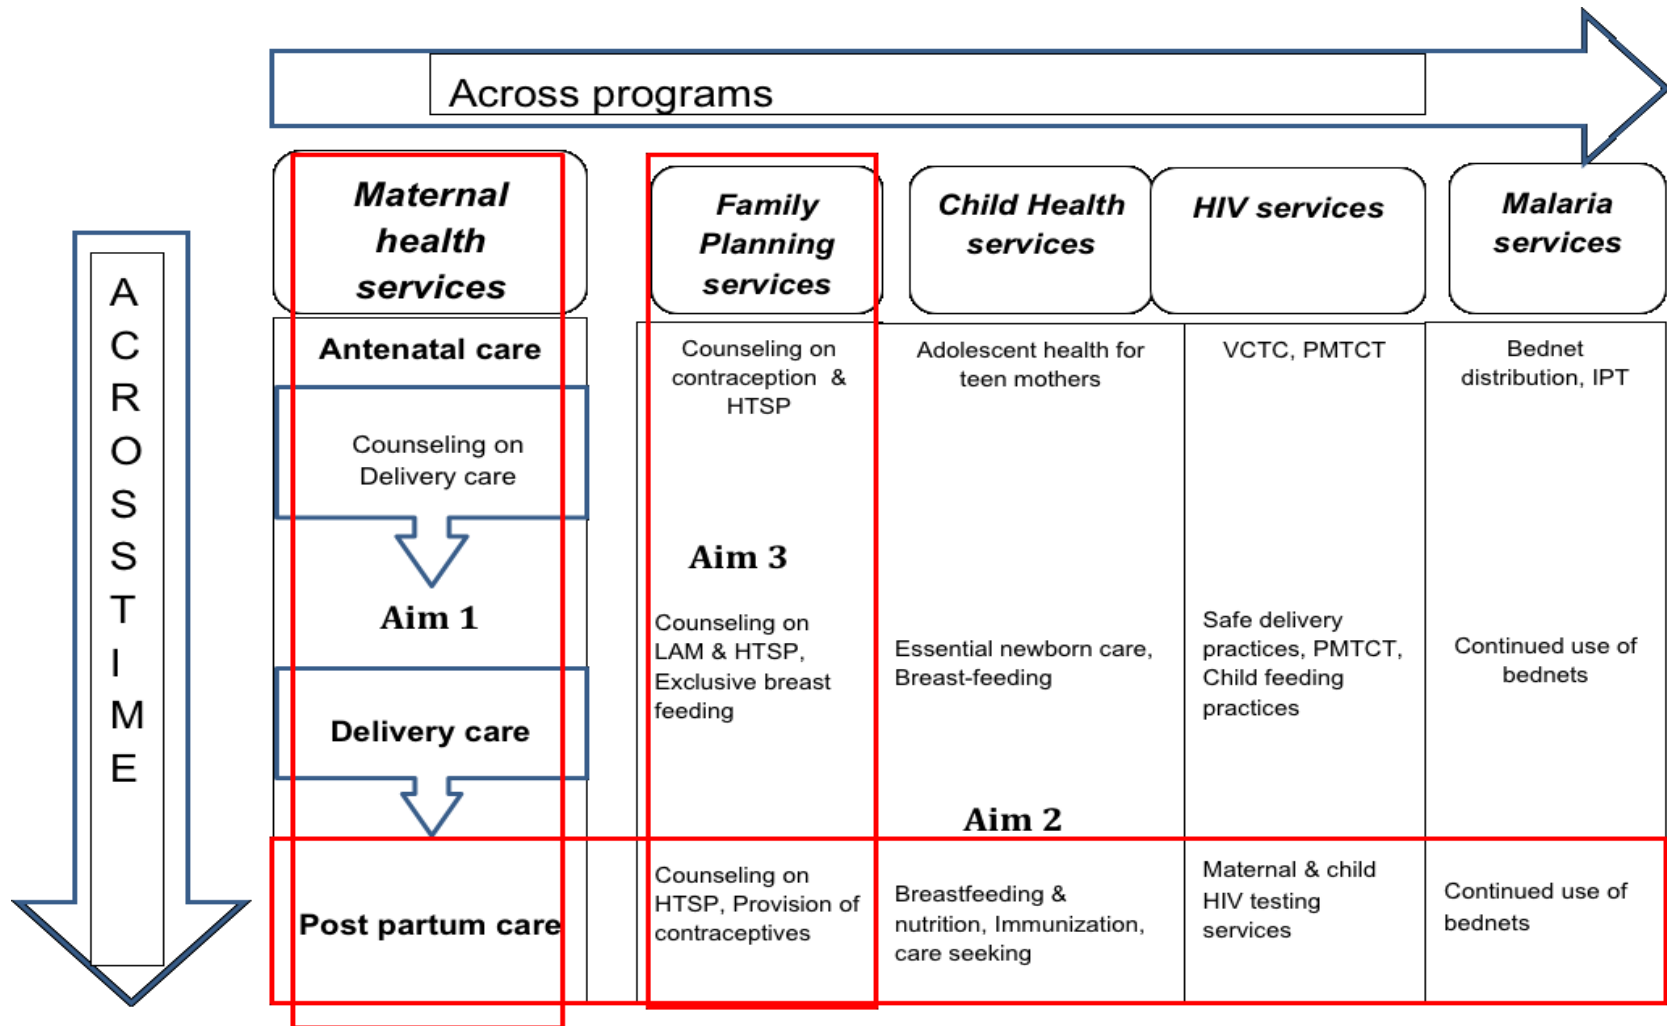 Across programs
Maternal
health
services
Family
Planning
services
Child Health
services
HIV services
Malaria
services
A
C
R
O
S
S
T
I
M
E
Antenatal care
Counseling on
contraception &
HTSP
Adolescent health for
teen mothers
VCTC, PMTCT
Bednet
distribution, IPT
Counseling on
Delivery care
Aim 3
Aim 1
Counseling on
LAM & HTSP,
Exclusive breast
feeding
Essential newborn care,
Breast-feeding
Safe delivery
practices, PMTCT,
Child feeding
practices
Continued use of
bednets
Delivery care
Aim 2
Post partum care
Counseling on
HTSP, Provision of
contraceptives
Breastfeeding &
nutrition, Immunization,
care seeking
Maternal & child
HIV testing
services
Continued use of
bednets